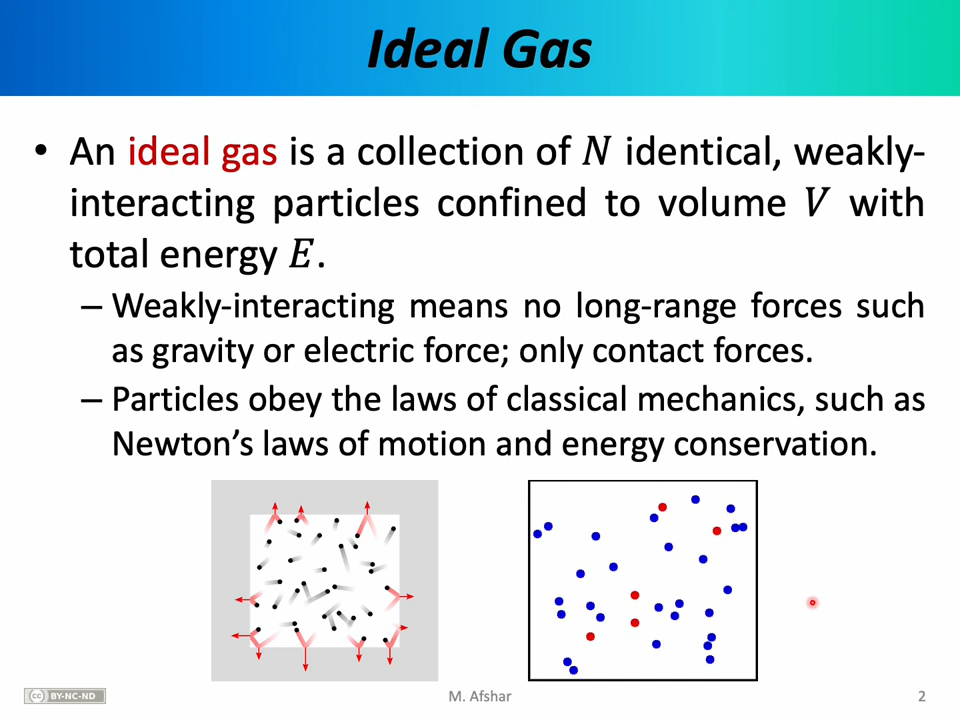 Ideal Gas
• An ideal gas is a collection of N identical, weakly-
interacting particles confined to volume V with
total energy E.
– Weakly-interacting means no long-range forces such
as gravity or electric force; only contact forces.
– Particles obey the laws of classical mechanics, such as
Newton’s laws of motion and energy conservation.
cc BY-NC-ND
M. Afshar
2